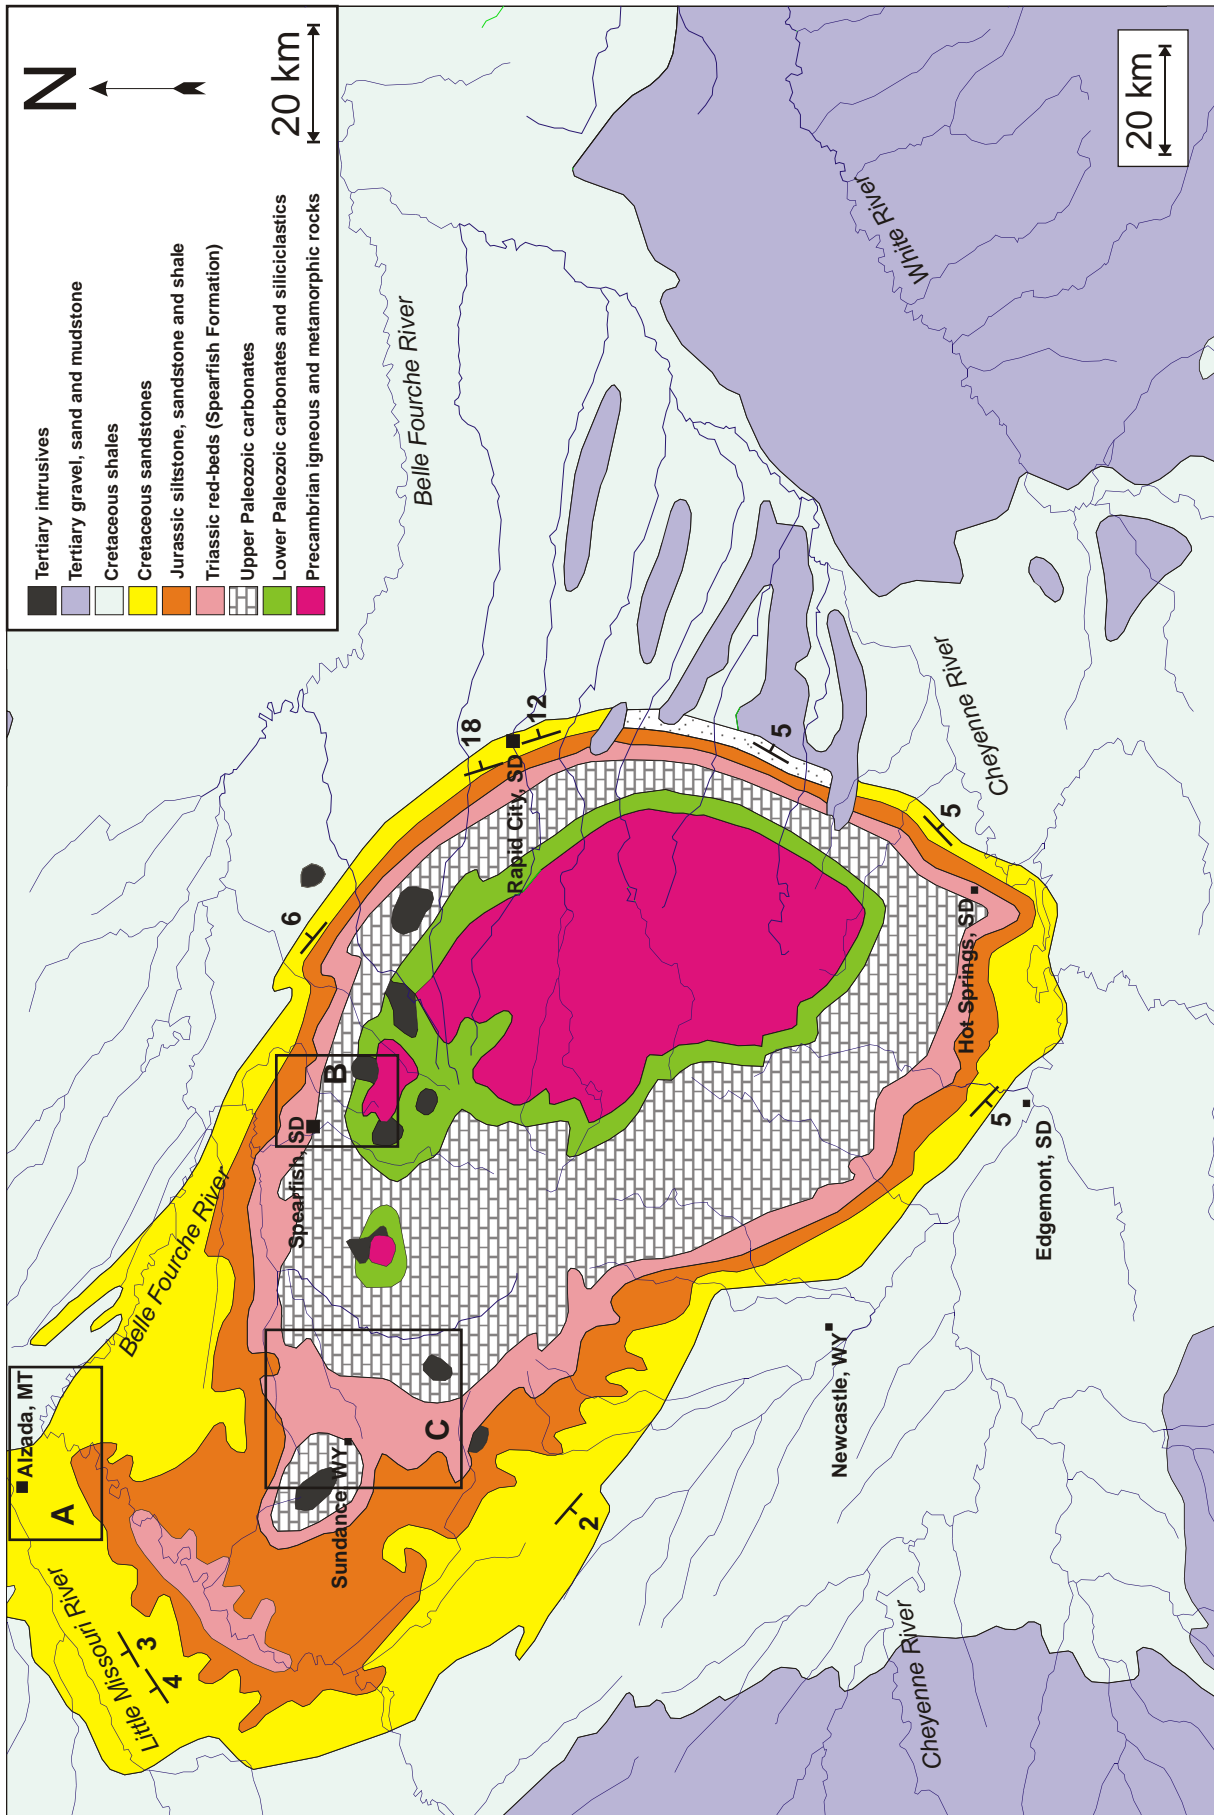 N
20 km
Tertiary intrusives
Tertiary gravel, sand and mudstone
Cretaceous shales
Cretaceous sandstones
Jurassic siltstone, sandstone and shale
Triassic red-beds (Spearfish Formation)
Upper Paleozoic carbonates
Lower Paleozoic carbonates and siliciclastics
Precambrian igneous and metamorphic rocks
Alzada, MT
A
Little Missouri River
3
4
Belle Fourche River
Belle Fourche River
6
Spearfish, SD
B
Sundance, WY
C
18
Rapid City, SD
12
2
5
White River
Newcastle, WY
Cheyenne River
Cheyenne River
5
Hot Springs, SD
5
Edgemont, SD
20 km